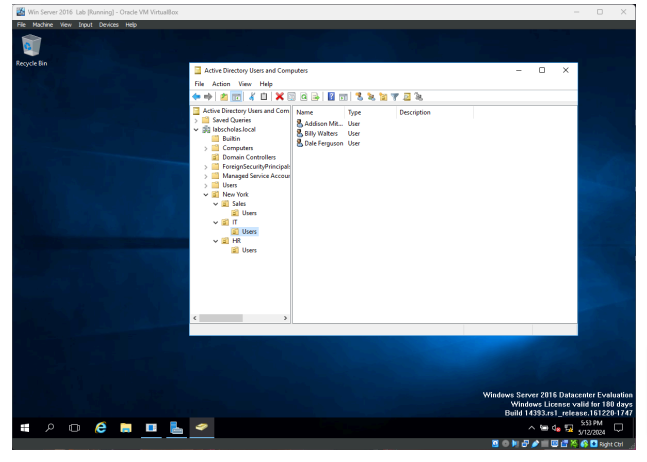 Win Server 2016 Lab [Running] - Oracle VM VirtualBox
File Machine View Input Devices Help
Recycle Bin
Active Directory Users and Computers
File Action View Help
Active Directory Users and Com
Saved Queries
labscholas.local
Builtin
Computers
Domain Controllers
ForeignSecurityPrincipals
Managed Service Accour
Users
New York
Sales
Users
IT
Users
HR
Users
Name Type Description
Addison Mit... User
Billy Walters User
Dale Ferguson User
Windows Server 2016 Datacenter Evaluation
Windows License valid for 180 days
Build 14393.rs1_release.161220-1747
5:53 PM
5/12/2024
Right Ctrl